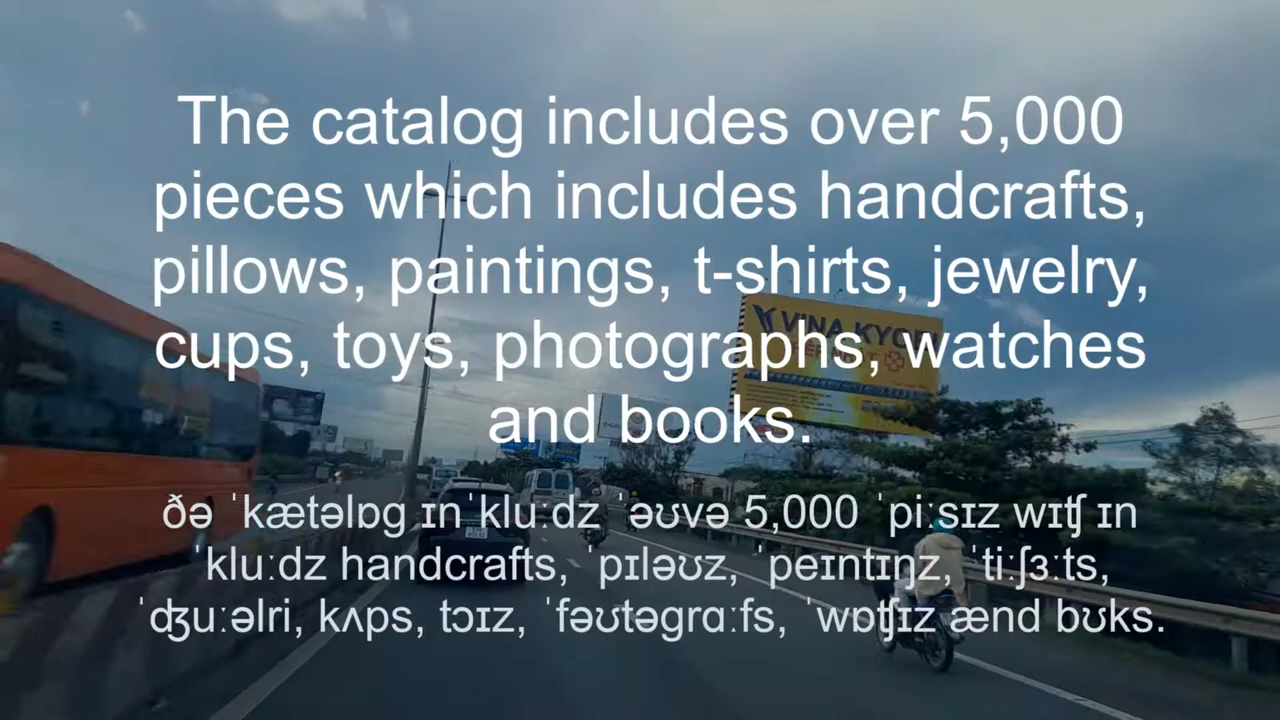 The catalog includes over 5,000
pieces which includes handcrafts,
pillows, paintings, t-shirts, jewelry,
cups, toys, photographs, watches
and books.
ðə ˈkætəlɒg ɪnˈkluːdz ˈəʊvə 5,000 ˈpiːsɪz wɪʧ ɪn
ˈkluːdz handcrafts, ˈpɪləʊz, ˈpeɪntɪŋz, ˈtiːʃɜːts,
ˈʤuːəlri, kʌps, tɔɪz, ˈfəʊtəgrɑːfs, ˈwɒʧɪz ænd bʊks.
VINA